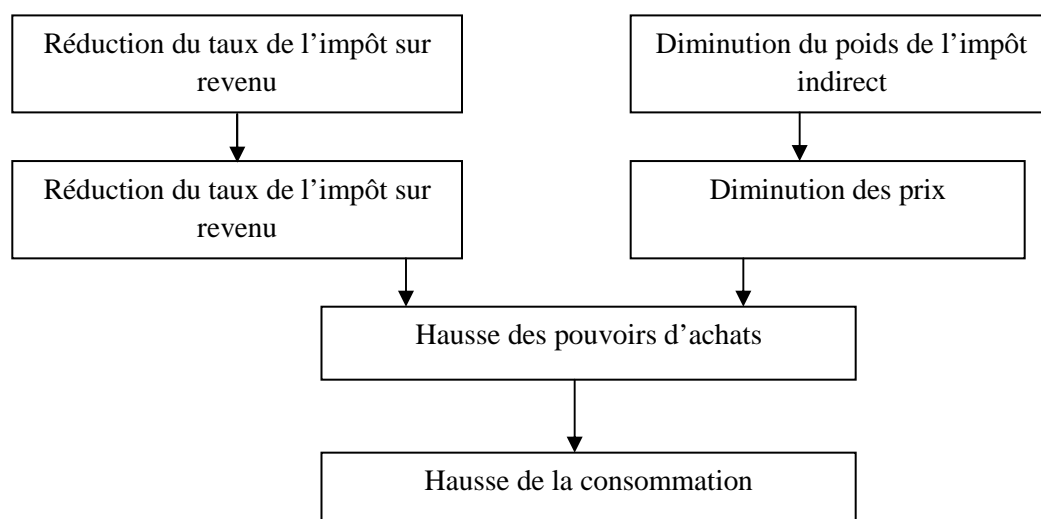 Réduction du taux de l’impôt sur
revenu
Diminution du poids de l’impôt
indirect
Réduction du taux de l’impôt sur
revenu
Diminution des prix
Hausse des pouvoirs d’achats
Hausse de la consommation